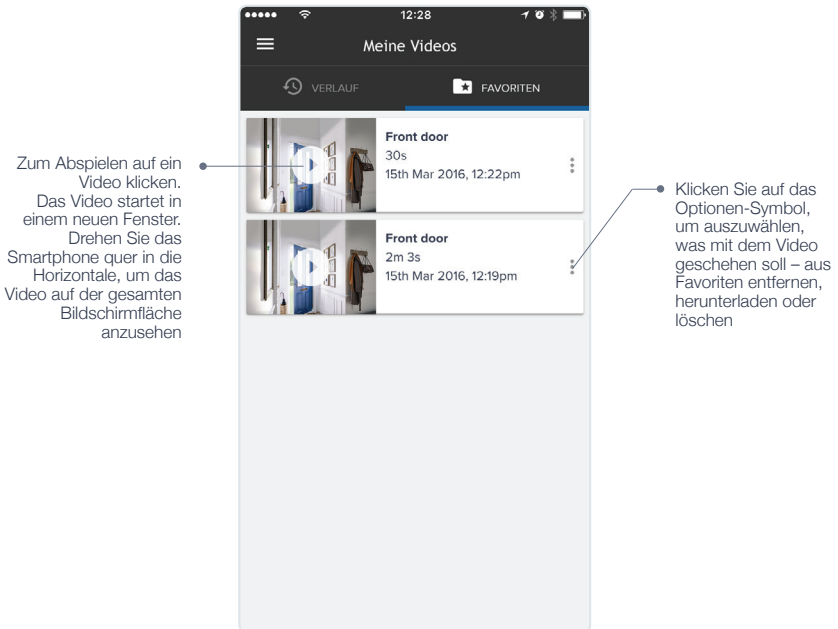 12:28
Meine Videos
VERLAUF
FAVORITEN
Front door
30s
15th Mar 2016, 12:22pm
Front door
2m 3s
15th Mar 2016, 12:19pm
Zum Abspielen auf ein
Video klicken.
Das Video startet in
einem neuen Fenster.
Drehen Sie das
Smartphone quer in die
Horizontale, um das
Video auf der gesamten
Bildschirmfläche
anzusehen
Klicken Sie auf das
Optionen-Symbol,
um auszuwählen,
was mit dem Video
geschehen soll – aus
Favoriten entfernen,
herunterladen oder
löschen